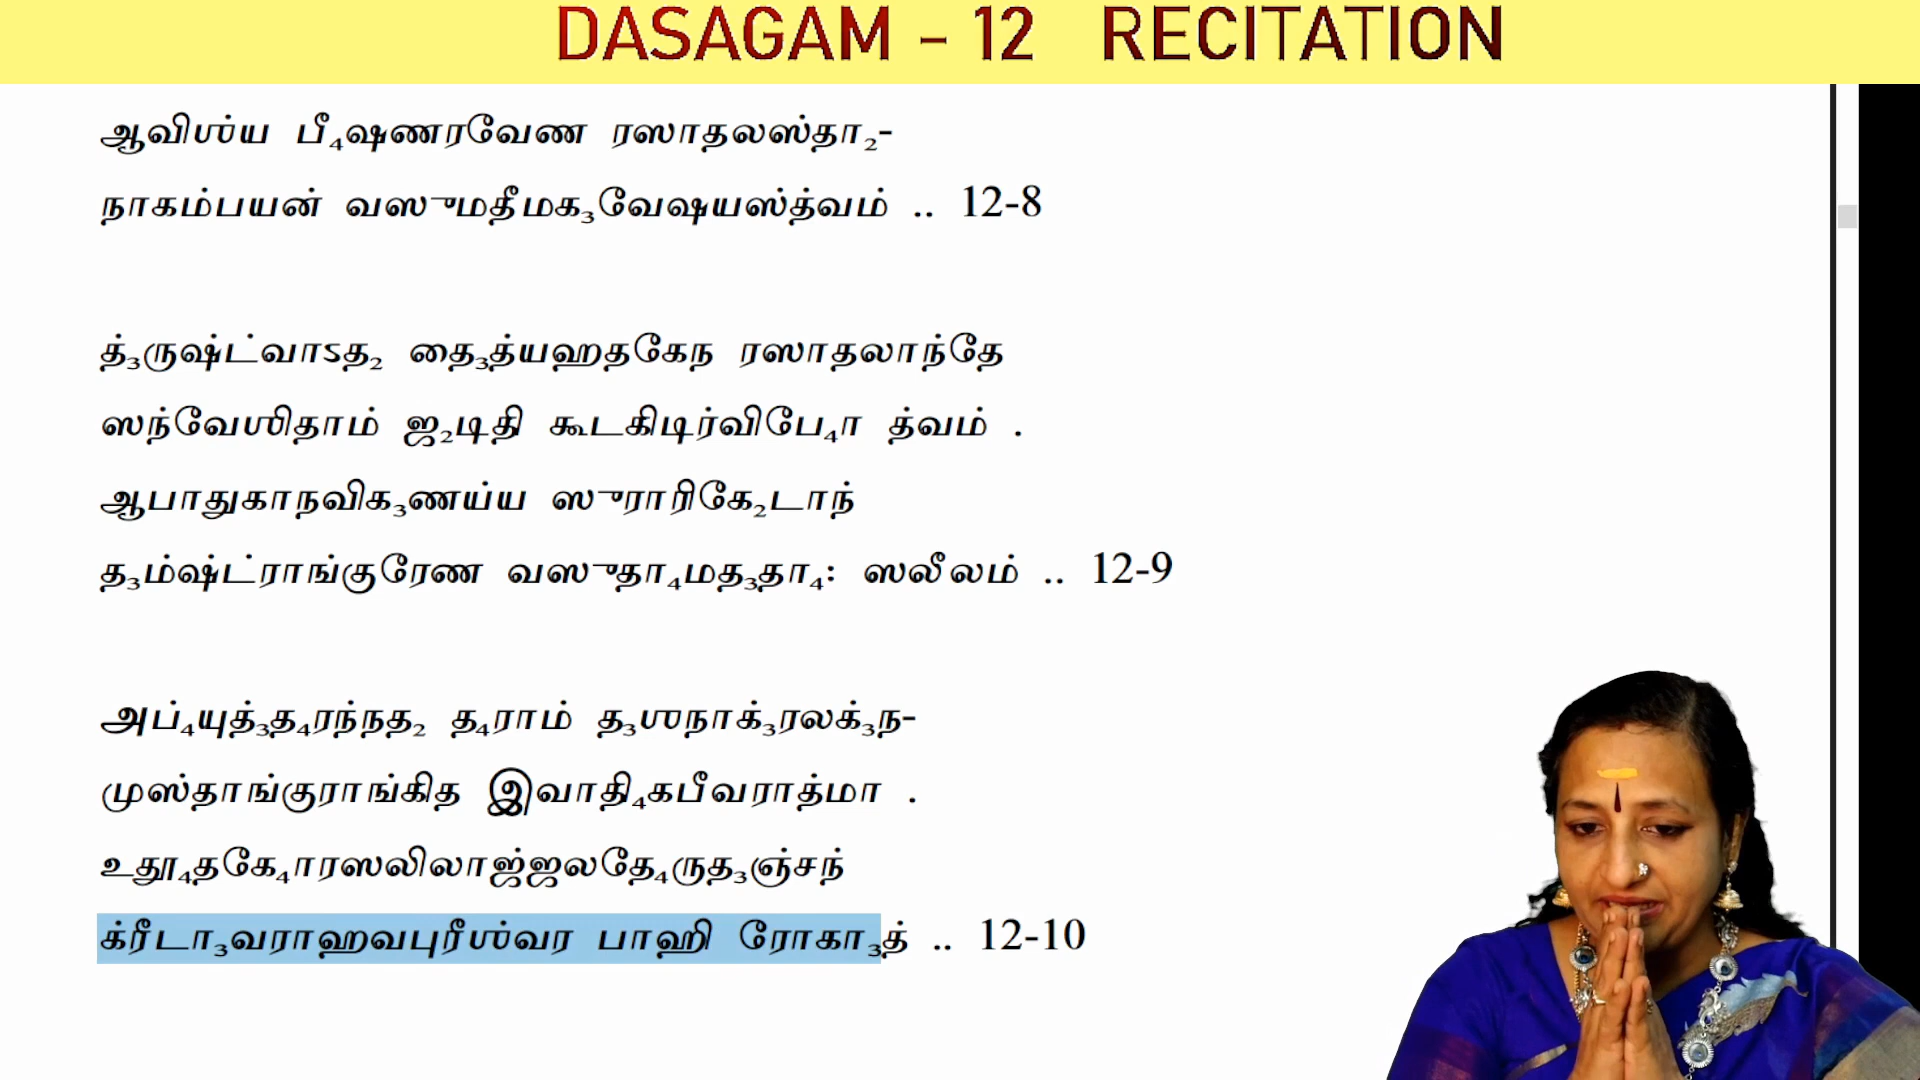 DASAGAM - 12 RECITATION
ஆவிஶ்ய பீ₄ஷணரவேண ரஸாதலஸ்தா₂-
நாகம்பயன் வஸுமதீமக₃வேஷயஸ்த்வம் .. 12-8
த்₃ருஷ்ட்வாঽத₂ தை₃த்யஹதகேந ரஸாதலாந்தே
ஸந்வேஶிதாம் ஜ₂டிதி கூடகிடிர்விபே₄ா த்வம் .
ஆபாதுகாநவிக₃ணய்ய ஸுராரிகே₂டாந்
த₃ம்ஷ்ட்ராங்குரேண வஸுதா₄மத₃தா₄: ஸலீலம் .. 12-9
அப்₄யுத்₃த₄ரந்நத₂ த₄ராம் த₃ஶநாக்₃ரலக்₃ந-
முஸ்தாங்குராங்கித இவாதி₄கபீவராத்மா .
உதூ₄தகே₄ாரஸலிலாஜ்ஜலதே₄ருத₃ஞ்சந்
க்ரீடா₃வராஹவபுரீஶ்வர பாஹி ரோகா₃த் .. 12-10